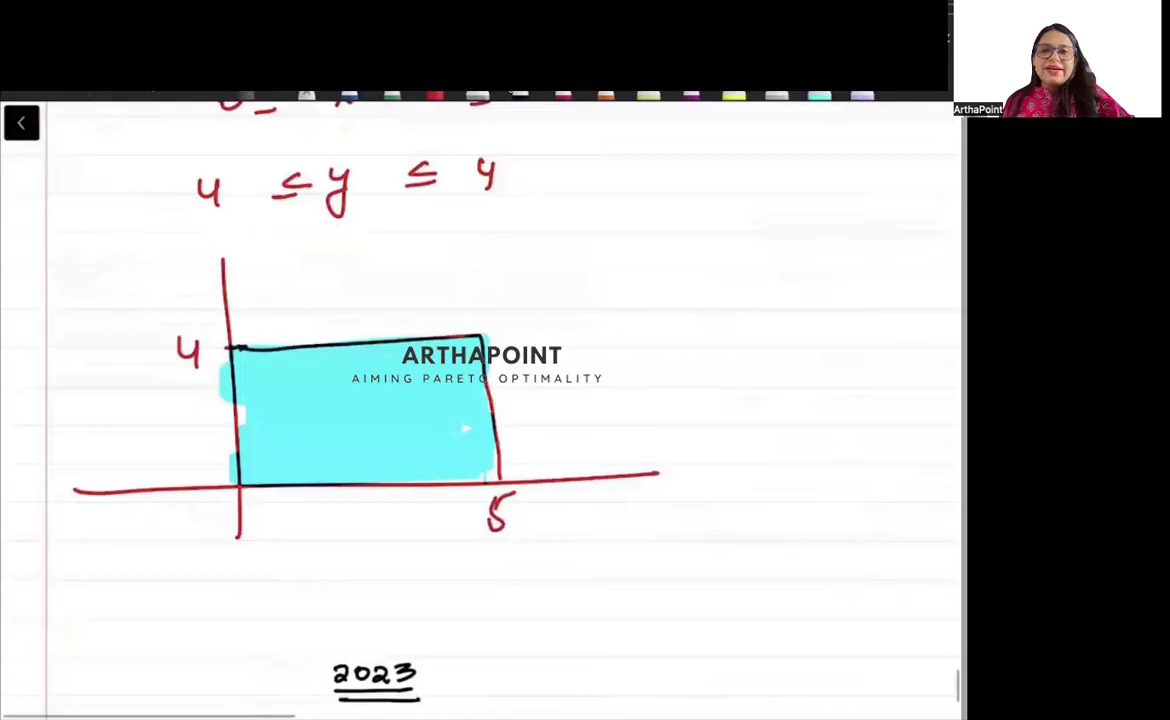 4 ≤ y ≤ 4
4
ARTHAPOINT
AIMING PARETO OPTIMALITY
5
2023
ArthaPoint